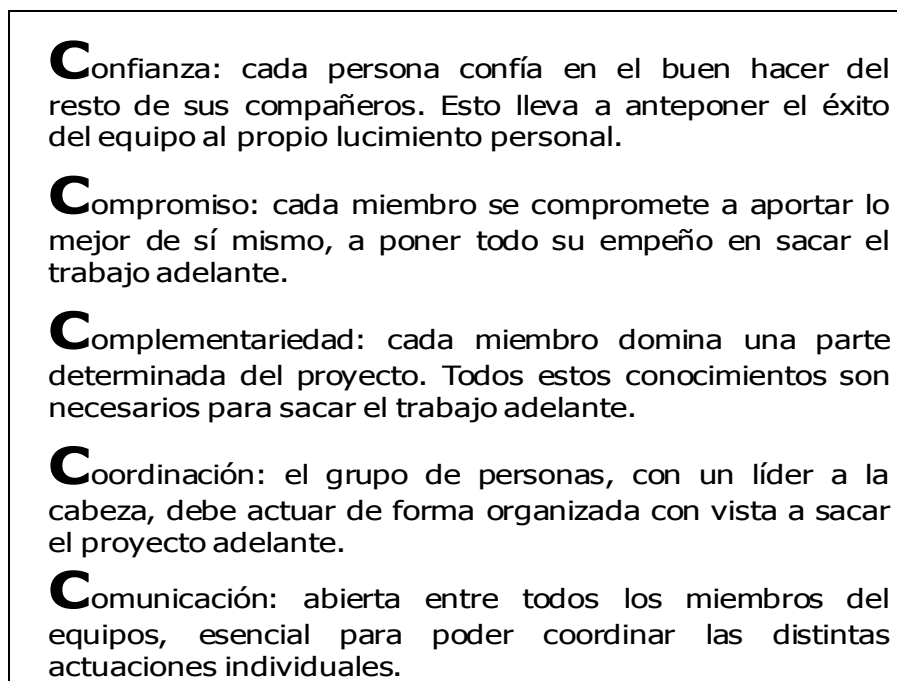 Confianza: cada persona confía en el buen hacer del
resto de sus compañeros. Esto lleva a anteponer el éxito
del equipo al propio lucimiento personal.
Compromiso: cada miembro se compromete a aportar lo
mejor de sí mismo, a poner todo su empeño en sacar el
trabajo adelante.
Complementariedad: cada miembro domina una parte
determinada del proyecto. Todos estos conocimientos son
necesarios para sacar el trabajo adelante.
Coordinación: el grupo de personas, con un líder a la
cabeza, debe actuar de forma organizada con vista a sacar
el proyecto adelante.
Comunicación: abierta entre todos los miembros del
equipos, esencial para poder coordinar las distintas
actuaciones individuales.